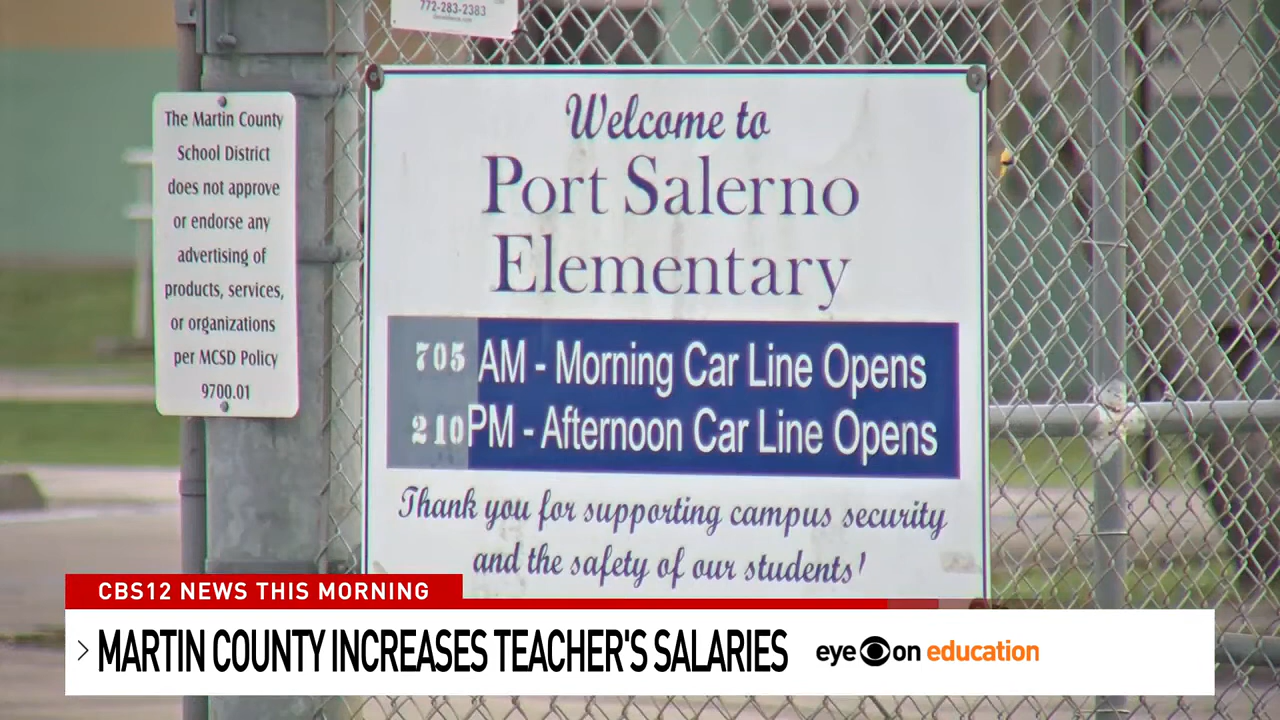 772-283-2383
The Martin County
School District
does not approve
or endorse any
advertising of
products, services,
or organizations
per MCSD Policy
9700.01
Welcome to
Port Salerno
Elementary
705 AM - Morning Car Line Opens
210 PM - Afternoon Car Line Opens
Thank you for supporting campus security
and the safety of our students!
CBS12 NEWS THIS MORNING
MARTIN COUNTY INCREASES TEACHER'S SALARIES
eye on education